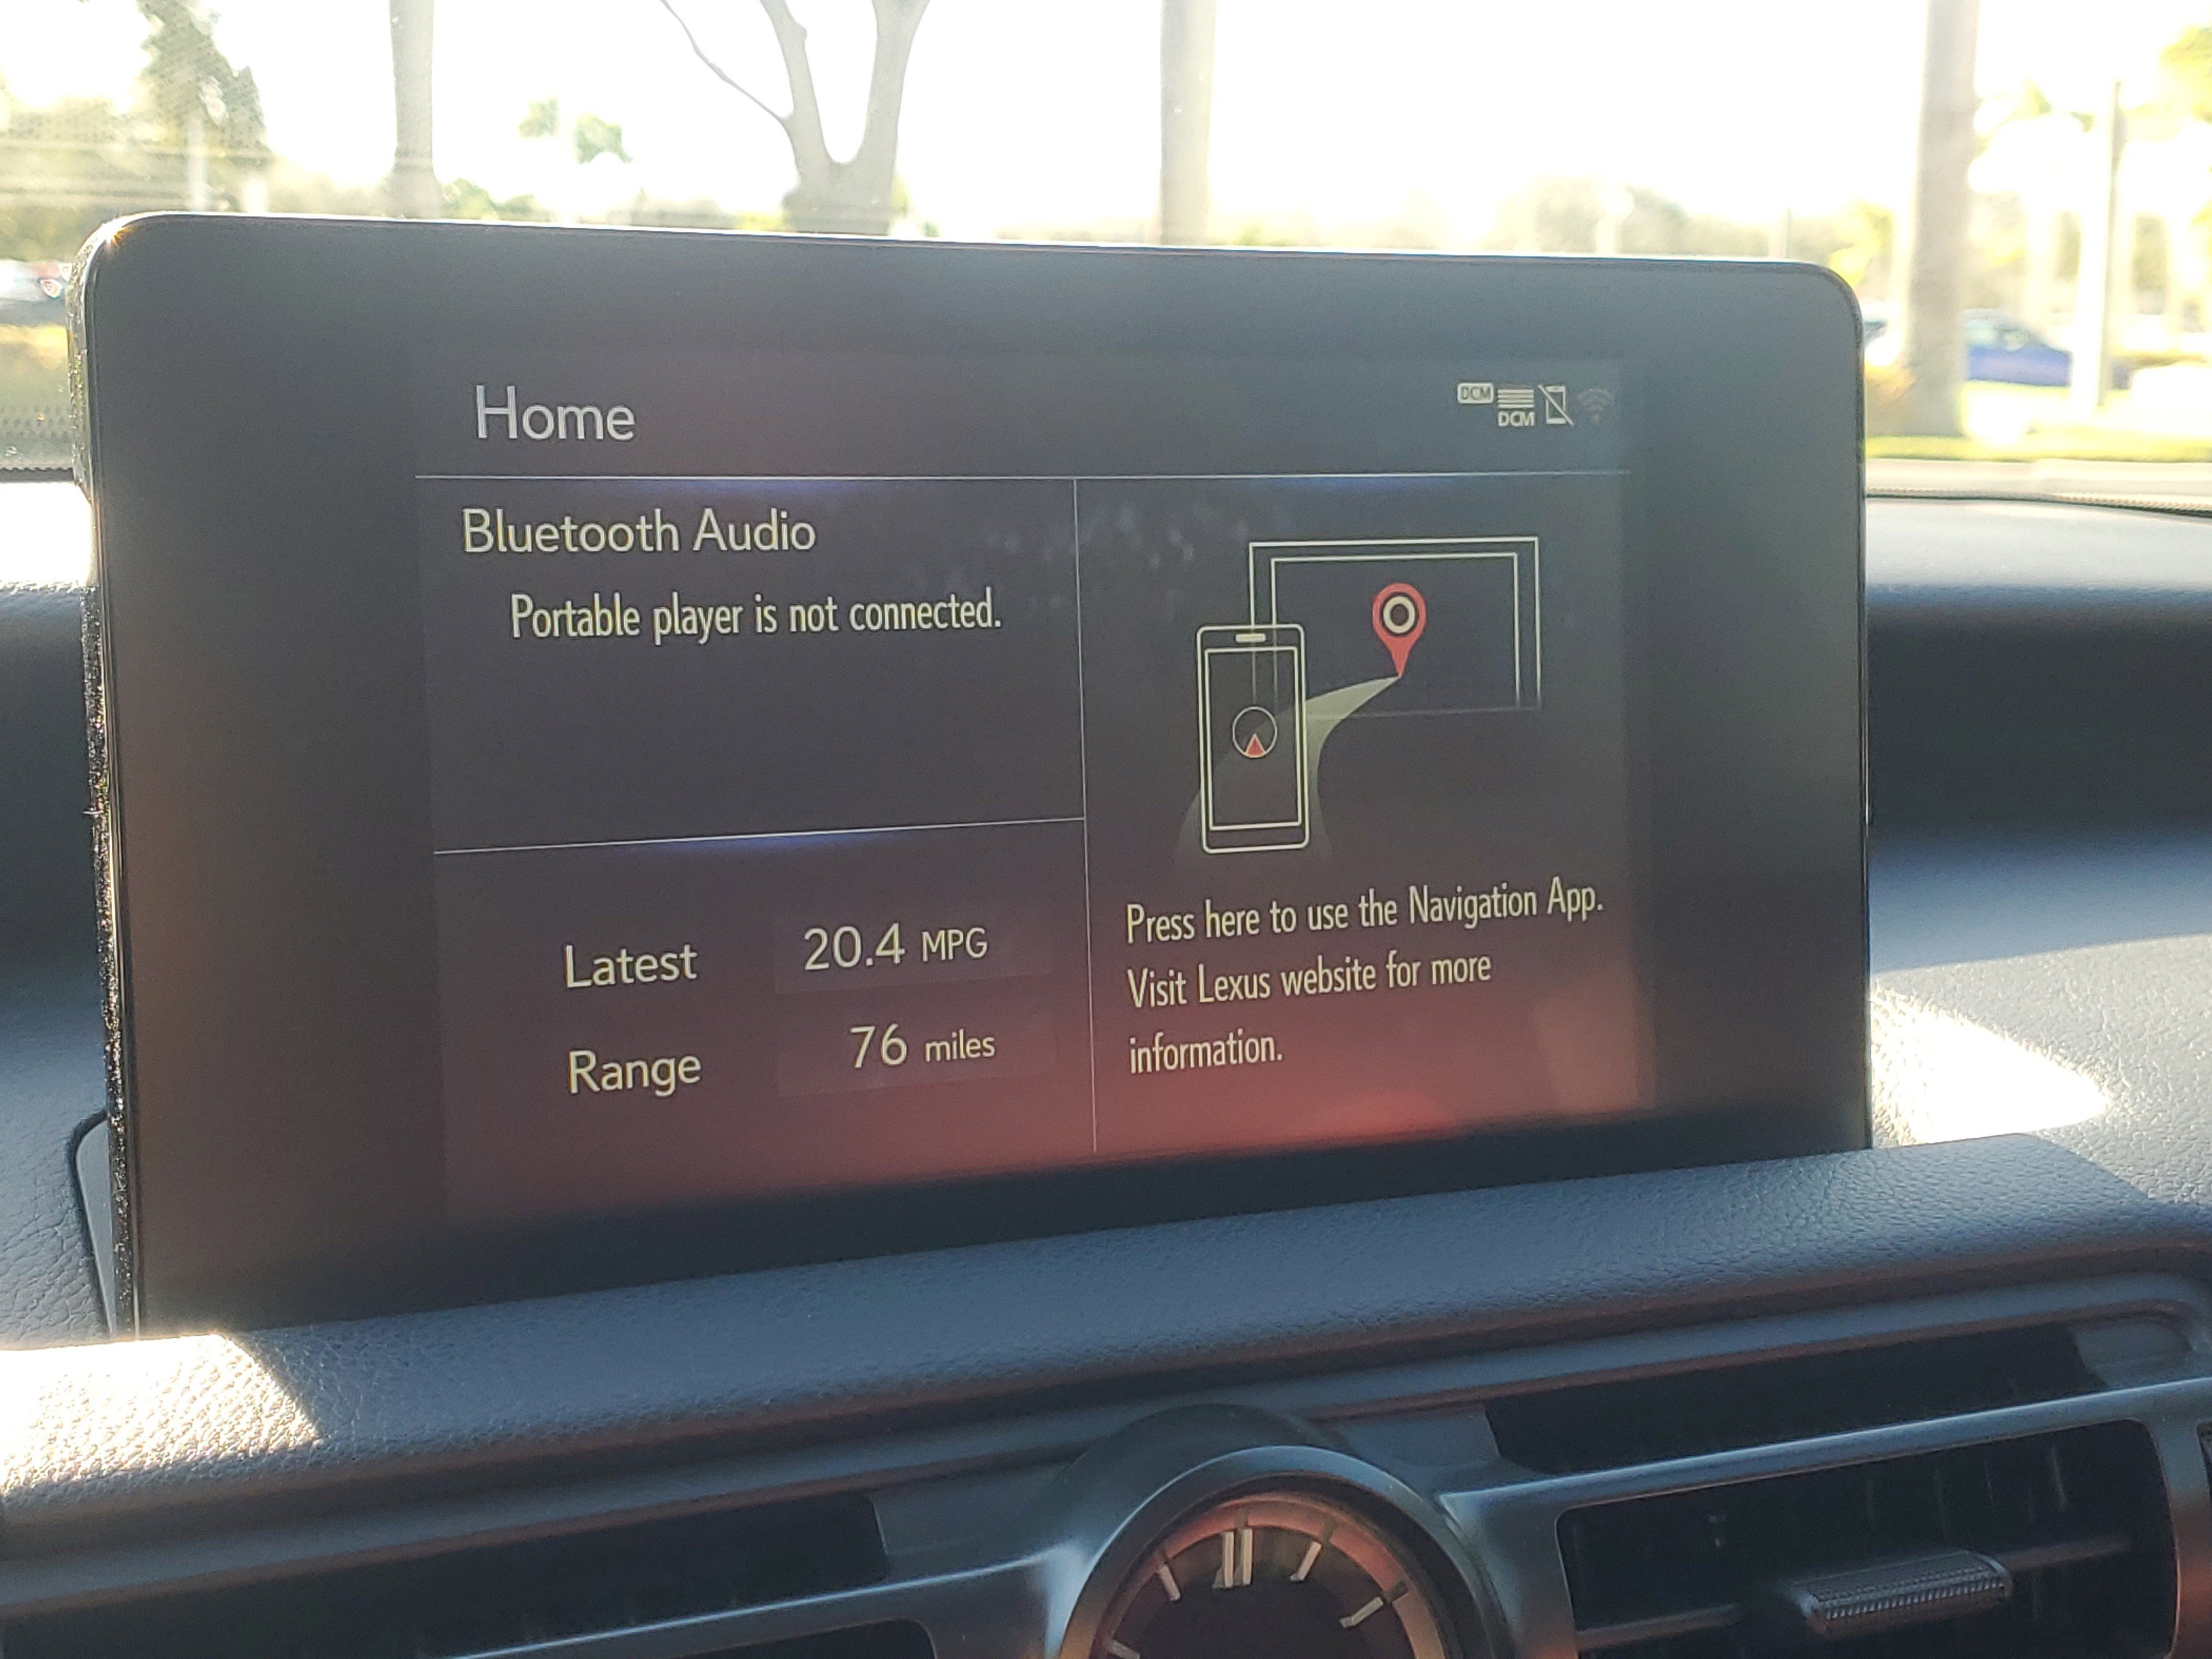 Home
DCM
DCM
Bluetooth Audio
Portable player is not connected.
Latest 20.4 MPG
Range 76 miles
Press here to use the Navigation App.
Visit Lexus website for more
information.